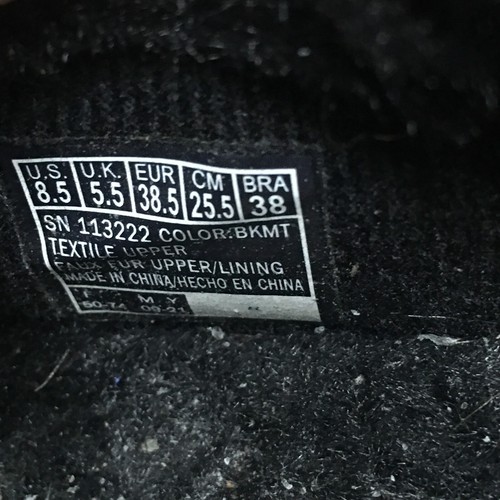 U.S. U.K. EUR CM BRA
8.5 5.5 38.5 25.5 38
SN 113222 COLOR:BKMT
TEXTILE UPPER
FAUX FUR UPPER/LINING
MADE IN CHINA/HECHO EN CHINA
M Y
09-21